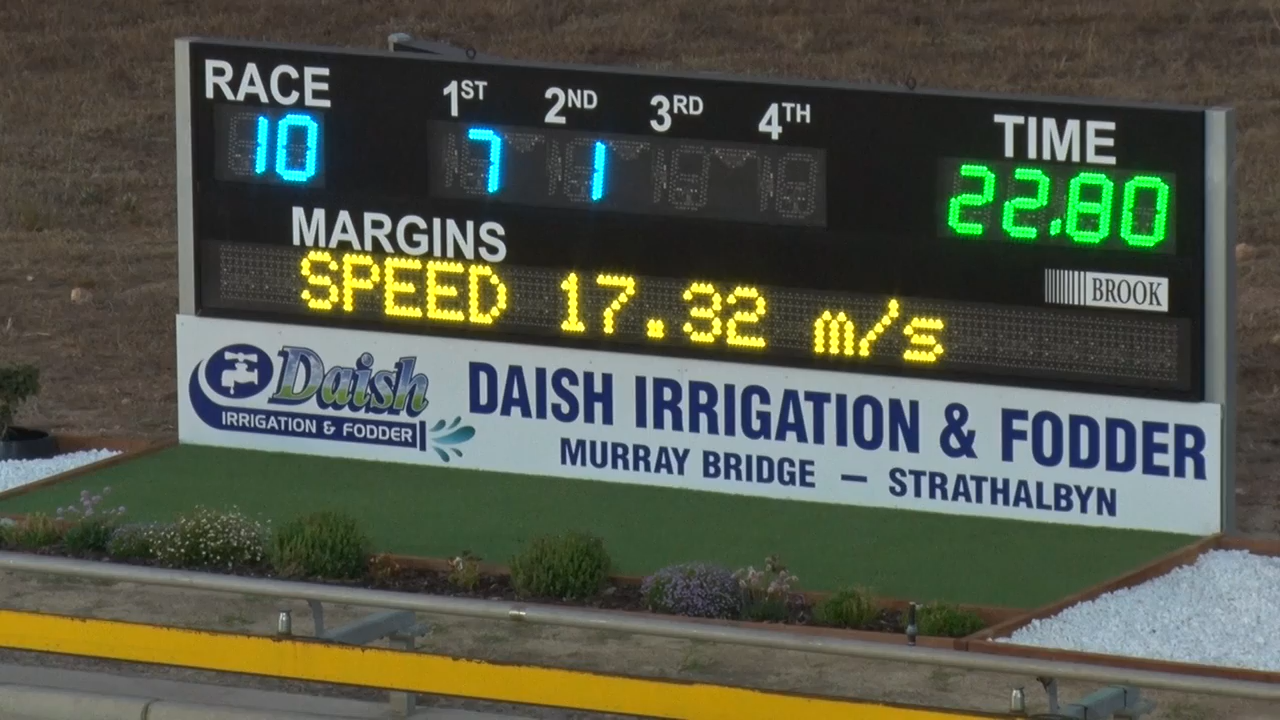 RACE 1ST 2ND 3RD 4TH TIME
10 7 1 22.80
MARGINS
BROOK
SPEED 17.32 m/s
Daish
IRRIGATION & FODDER
DAISH IRRIGATION & FODDER
MURRAY BRIDGE — STRATHALBYN